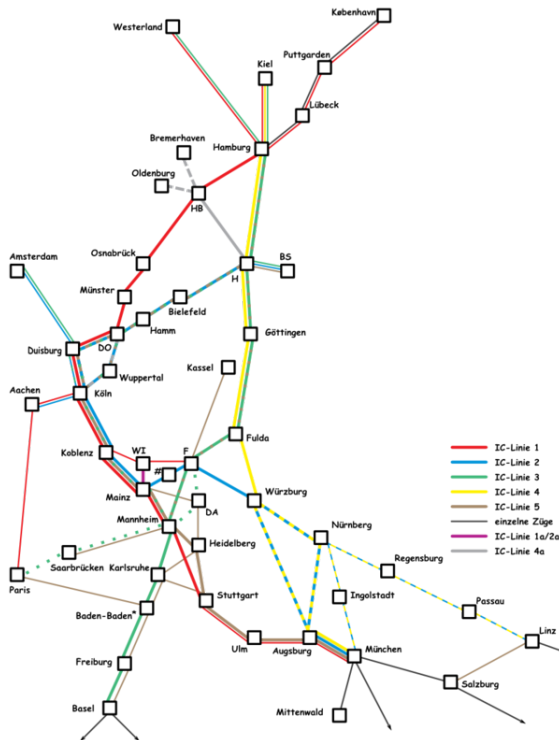 København
Westerland
Puttgarden
Kiel
Lübeck
Hamburg
Bremerhaven
Oldenburg
HB
Amsterdam
Osnabrück
H
BS
Münster
Bielefeld
Hamm
DO
Göttingen
Duisburg
Wuppertal
Kassel
Aachen
Köln
Fulda
Koblenz
WI
F
#
Mainz
Würzburg
DA
Mannheim
Nürnberg
Heidelberg
Saarbrücken
Karlsruhe
Regensburg
Paris
Ingolstadt
Stuttgart
Passau
Baden-Baden*
Linz
Ulm
Augsburg
München
Freiburg
Salzburg
Basel
Mittenwald
IC-Linie 1
IC-Linie 2
IC-Linie 3
IC-Linie 4
IC-Linie 5
einzelne Züge
IC-Linie 1a/2a
IC-Linie 4a